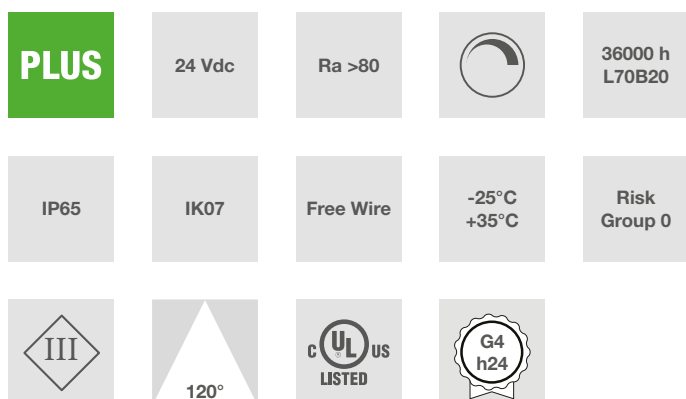 PLUS
24 Vdc
Ra >80
36000 h
L70B20
IP65
IK07
Free Wire
-25°C
+35°C
Risk
Group 0
III
120°
C UL® US
LISTED
G4
h24